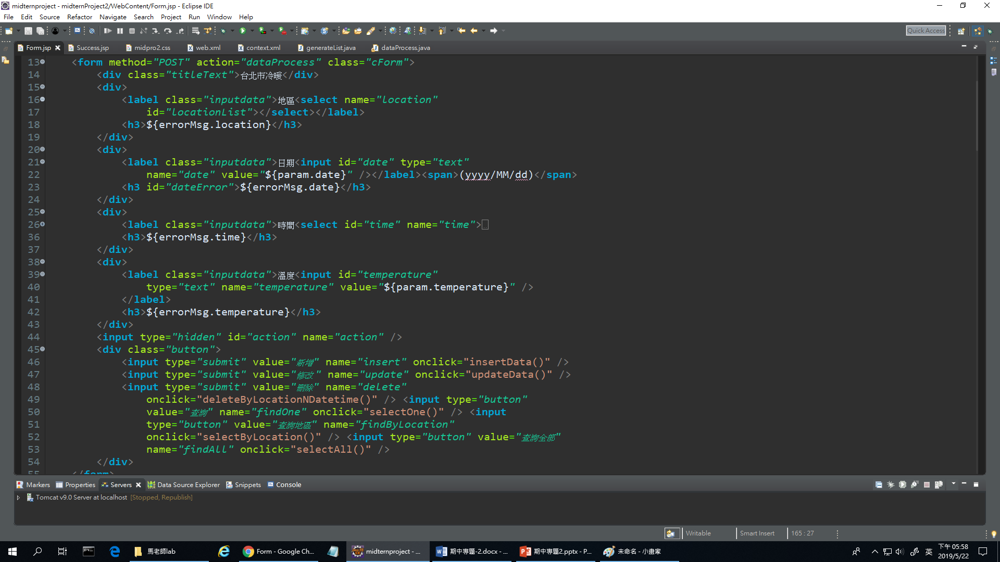 midternproject - midternProject2/WebContent/Form.jsp - Eclipse IDE
File Edit Source Refactor Navigate Search Project Run Window Help
Quick Access
Form.jsp Success.jsp midpro2.css web.xml context.xml generateList.java dataProcess.java
13 <form method="POST" action="dataProcess" class="cForm">
14 <div class="titleText">台北市冷暖</div>
15 <div>
16 <label class="inputdata">地區<select name="location"
17 id="locationList"></select></label>
18 <h3>${errorMsg.location}</h3>
19 </div>
20 <div>
21 <label class="inputdata">日期<input id="date" type="text"
22 name="date" value="${param.date}" /></label><span>(yyyy/MM/dd)</span>
23 <h3 id="dateError">${errorMsg.date}</h3>
24 </div>
25 <div>
26 <label class="inputdata">時間<select id="time" name="time">
36 <h3>${errorMsg.time}</h3>
37 </div>
38 <div>
39 <label class="inputdata">溫度<input id="temperature"
40 type="text" name="temperature" value="${param.temperature}" />
41 </label>
42 <h3>${errorMsg.temperature}</h3>
43 </div>
44 <input type="hidden" id="action" name="action" />
45 <div class="button">
46 <input type="submit" value="新增" name="insert" onclick="insertData()" />
47 <input type="submit" value="修改" name="update" onclick="updateData()" />
48 <input type="submit" value="刪除" name="delete"
49 onclick="deleteByLocationNDatetime()" /> <input type="button"
50 value="查詢" name="findOne" onclick="selectOne()" /> <input
51 type="button" value="查詢地區" name="findByLocation"
52 onclick="selectByLocation()" /> <input type="button" value="查詢全部"
53 name="findAll" onclick="selectAll()" />
54 </div>
55 </form>
Markers Properties Servers Data Source Explorer Snippets Console
Tomcat v9.0 Server at localhost [Stopped, Republish]
Writable Smart Insert 165 : 27
馬老師lab Form - Google Ch... midternproject - ... 期中專題-2.docx - ... 期中專題2.pptx - P... 未命名 - 小畫家 英 下午 05:58
2019/5/22